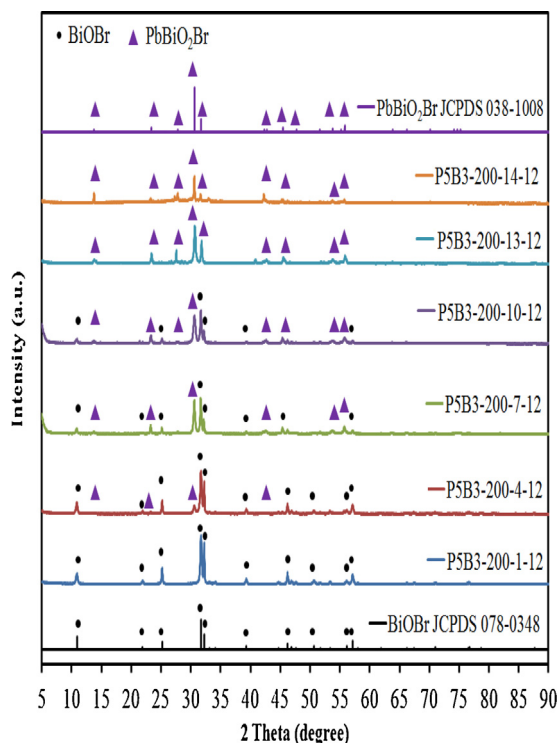 BiOBr PbBiO₂Br
PbBiO₂Br JCPDS 038-1008
P5B3-200-14-12
P5B3-200-13-12
P5B3-200-10-12
P5B3-200-7-12
P5B3-200-4-12
P5B3-200-1-12
BiOBr JCPDS 078-0348
Intensity (a.u.)
5 10 15 20 25 30 35 40 45 50 55 60 65 70 75 80 85 90
2 Theta (degree)